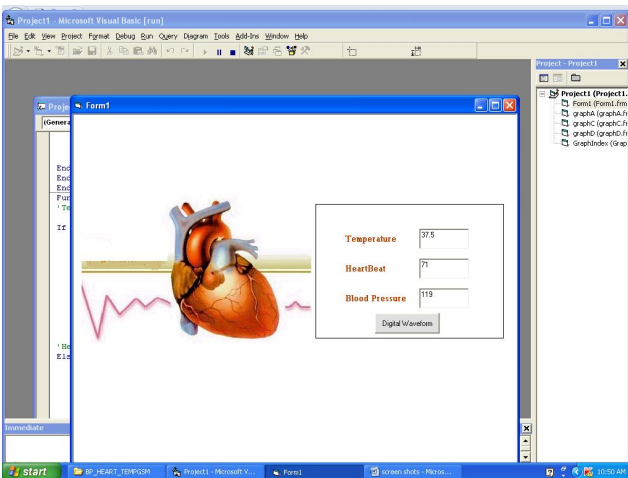 Project1 - Microsoft Visual Basic [run]
File Edit View Project Format Debug Run Query Diagram Tools Add-Ins Window Help
Project - Project1
Project1 (Project1.
Form1 (Form1.frm
graphA (graphA.fr
graphC (graphC.fr
graphD (graphD.fr
GraphIndex (Grap
Proje
Form1
(Genera
End
End
End
Fur
'Te
If
'He
Els
Temperature 37.5
HeartBeat 71
Blood Pressure 119
Digital Waveform
Immediate
start BP_HEART_TEMPGSM Project1 - Microsoft V... Form1 screen shots - Micros... 10:50 AM